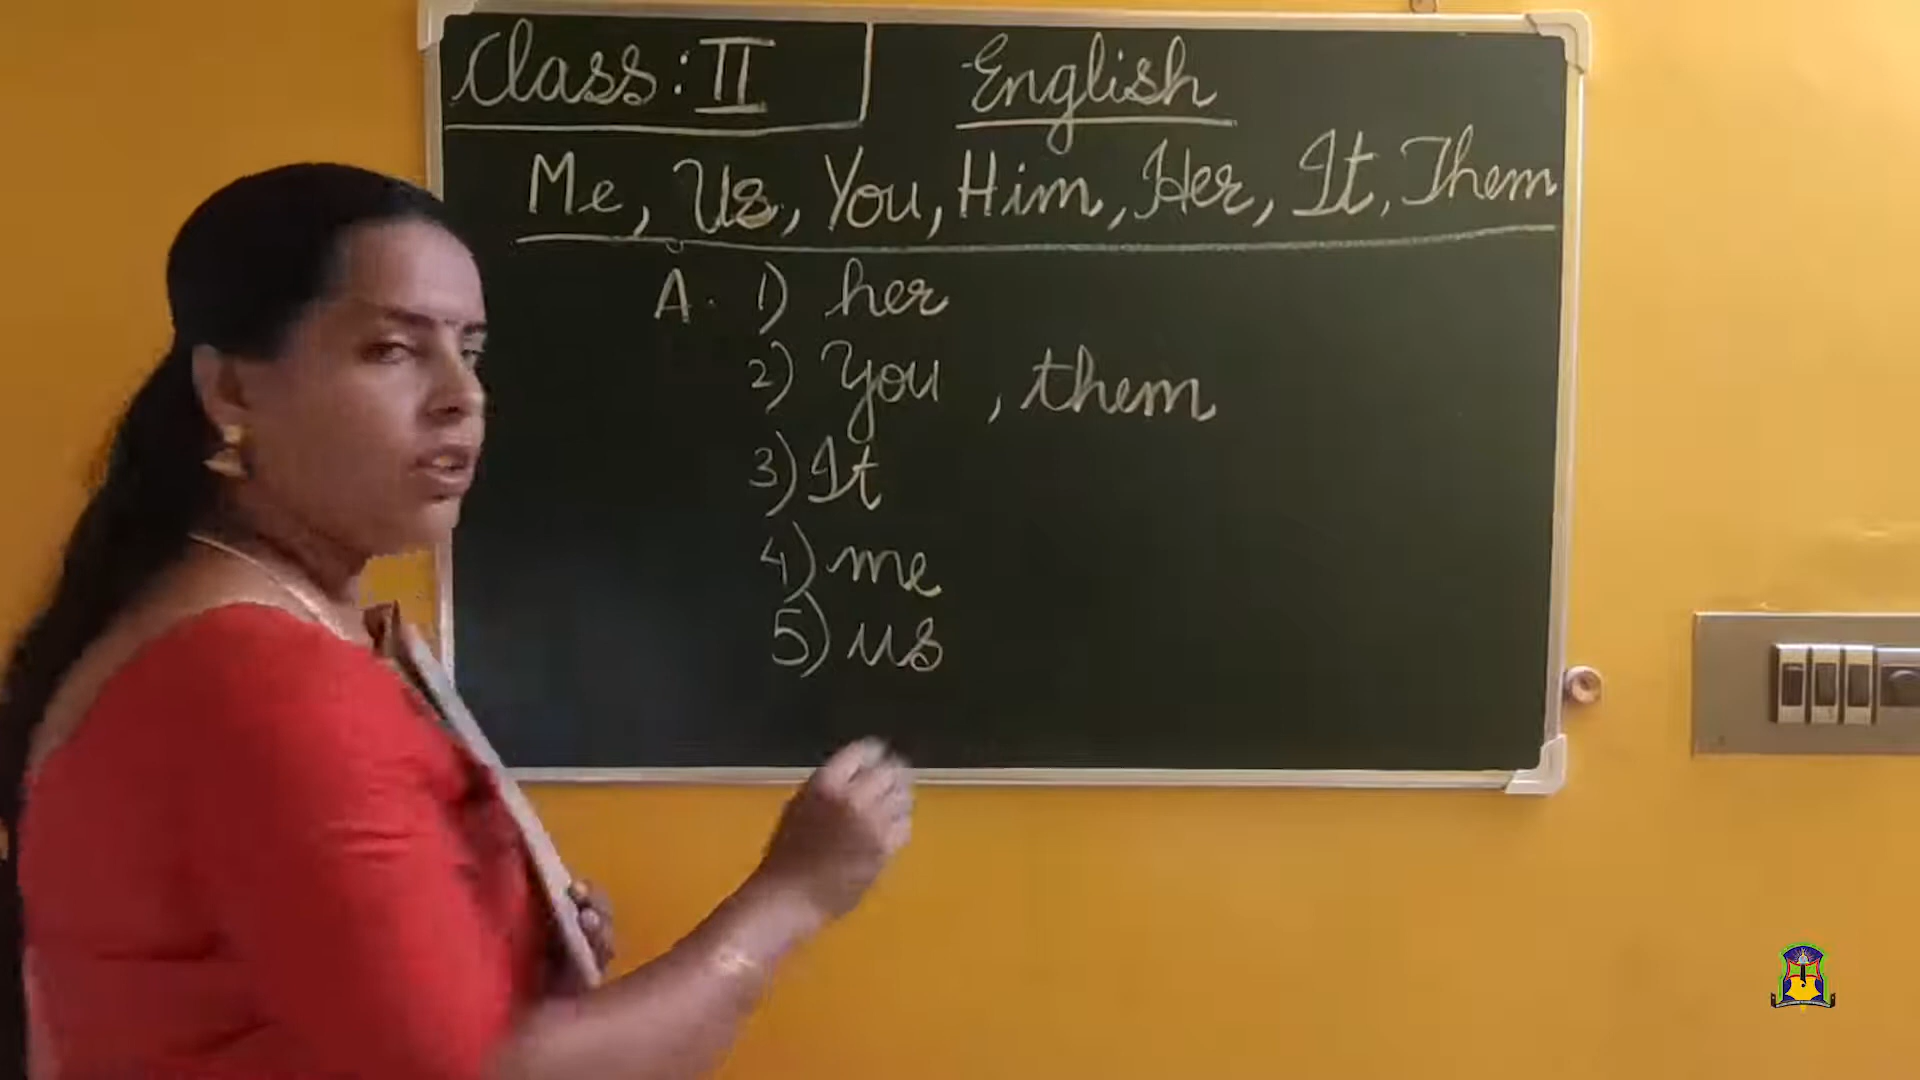 Class: II
English
Me, Us, You, Him, Her, It, Them
A. 1) her
2) You, them
3) It
4) me
5) us